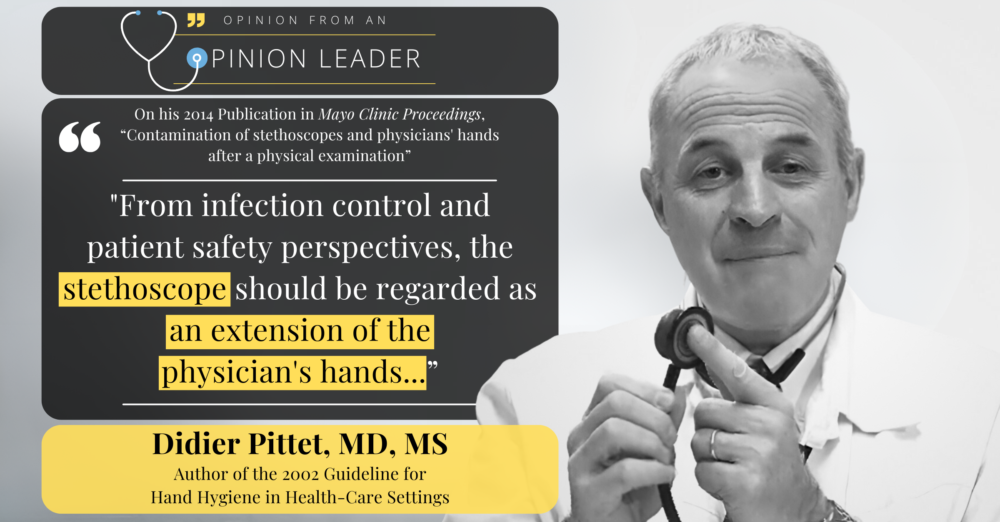 OPINION FROM AN
OPINION LEADER
On his 2014 Publication in Mayo Clinic Proceedings,
“Contamination of stethoscopes and physicians' hands
after a physical examination”
"From infection control and
patient safety perspectives, the
stethoscope should be regarded as
an extension of the
physician's hands...”
Didier Pittet, MD, MS
Author of the 2002 Guideline for
Hand Hygiene in Health-Care Settings